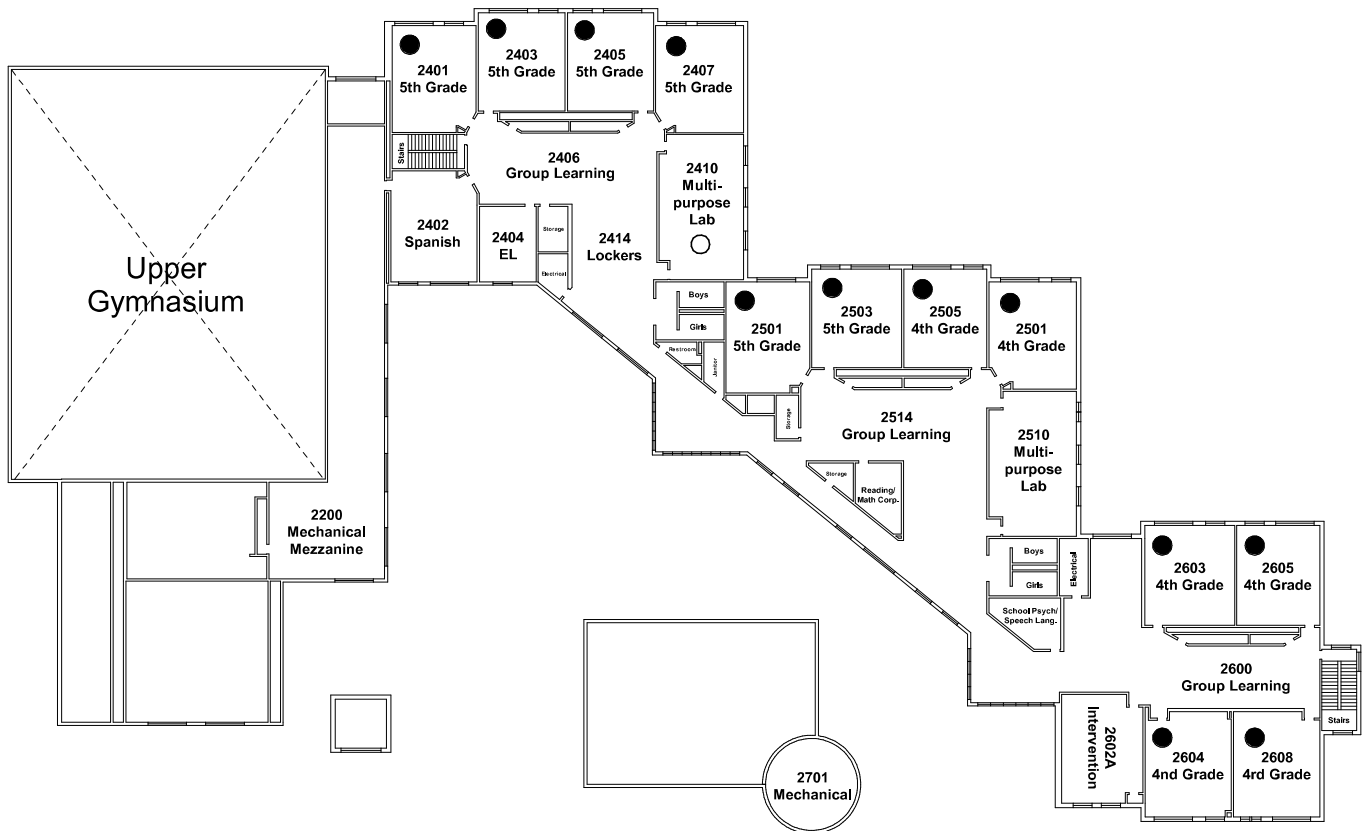 2401
5th Grade
2403
5th Grade
2405
5th Grade
2407
5th Grade
Stairs
2406
Group Learning
2410
Multi-
purpose
Lab
2402
Spanish
2404
EL
Storage
Electrical
2414
Lockers
Upper
Gymnasium
Boys
Girls
Restroom
Janitor
2501
5th Grade
2503
5th Grade
2505
4th Grade
2501
4th Grade
Storage
2514
Group Learning
2510
Multi-
purpose
Lab
Storage
Reading/
Math Corp.
2200
Mechanical
Mezzanine
Boys
Girls
Electrical
School Psych/
Speech Lang.
2603
4th Grade
2605
4th Grade
2600
Group Learning
Stairs
2602A
Intervention
2604
4nd Grade
2608
4rd Grade
2701
Mechanical